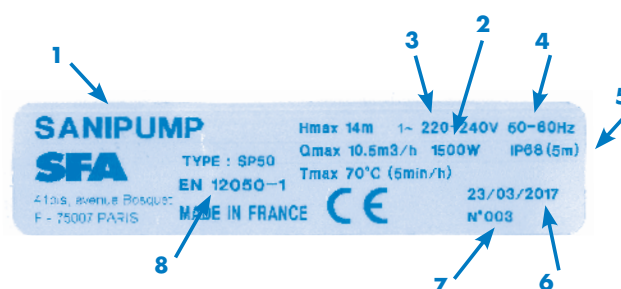 1
3
2
4
5
SANIPUMP
SFA
41bis, avenue Bosquet
F - 75007 PARIS
TYPE : SP50
EN 12050-1
MADE IN FRANCE
Hmax 14m 1~ 220-240V 50-60Hz
Qmax 10.5m3/h 1500W IP68 (5m)
Tmax 70°C (5min/h)
CE
23/03/2017
N°003
8
7
6